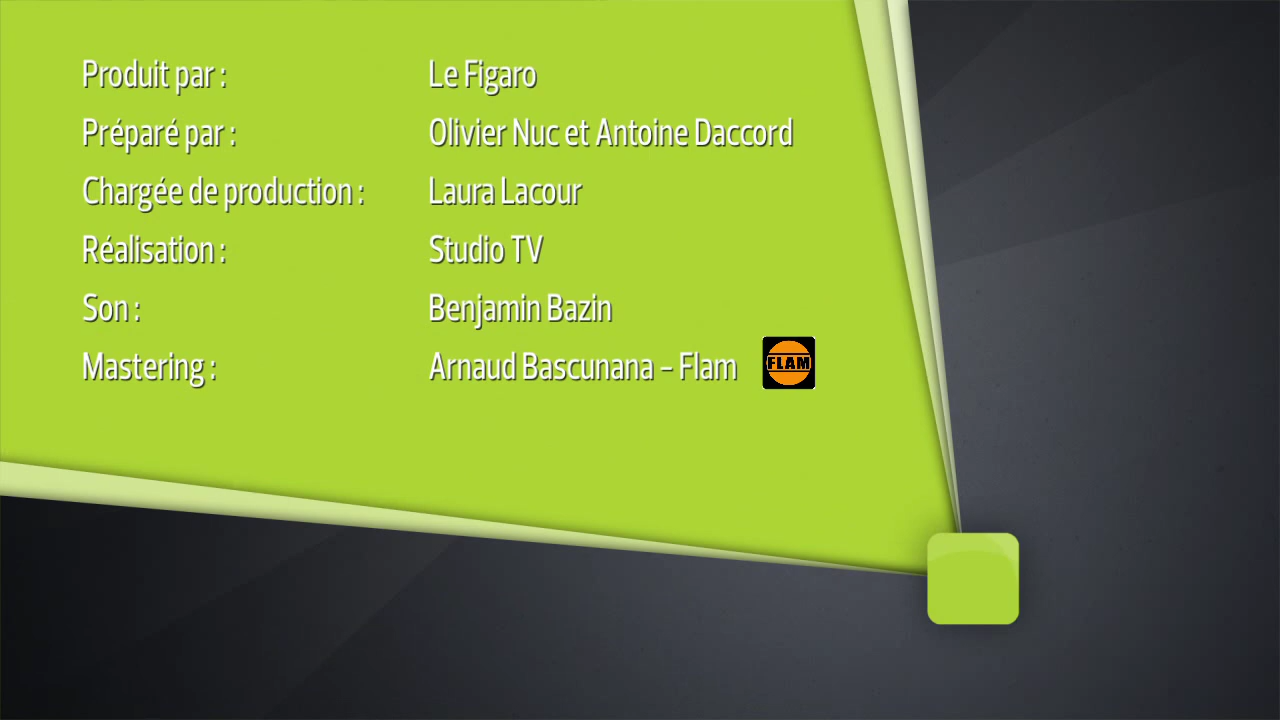 Produit par : Le Figaro
Préparé par : Olivier Nuc et Antoine Daccord
Chargée de production : Laura Lacour
Réalisation : Studio TV
Son : Benjamin Bazin
Mastering : Arnaud Bascunana – Flam FLAM